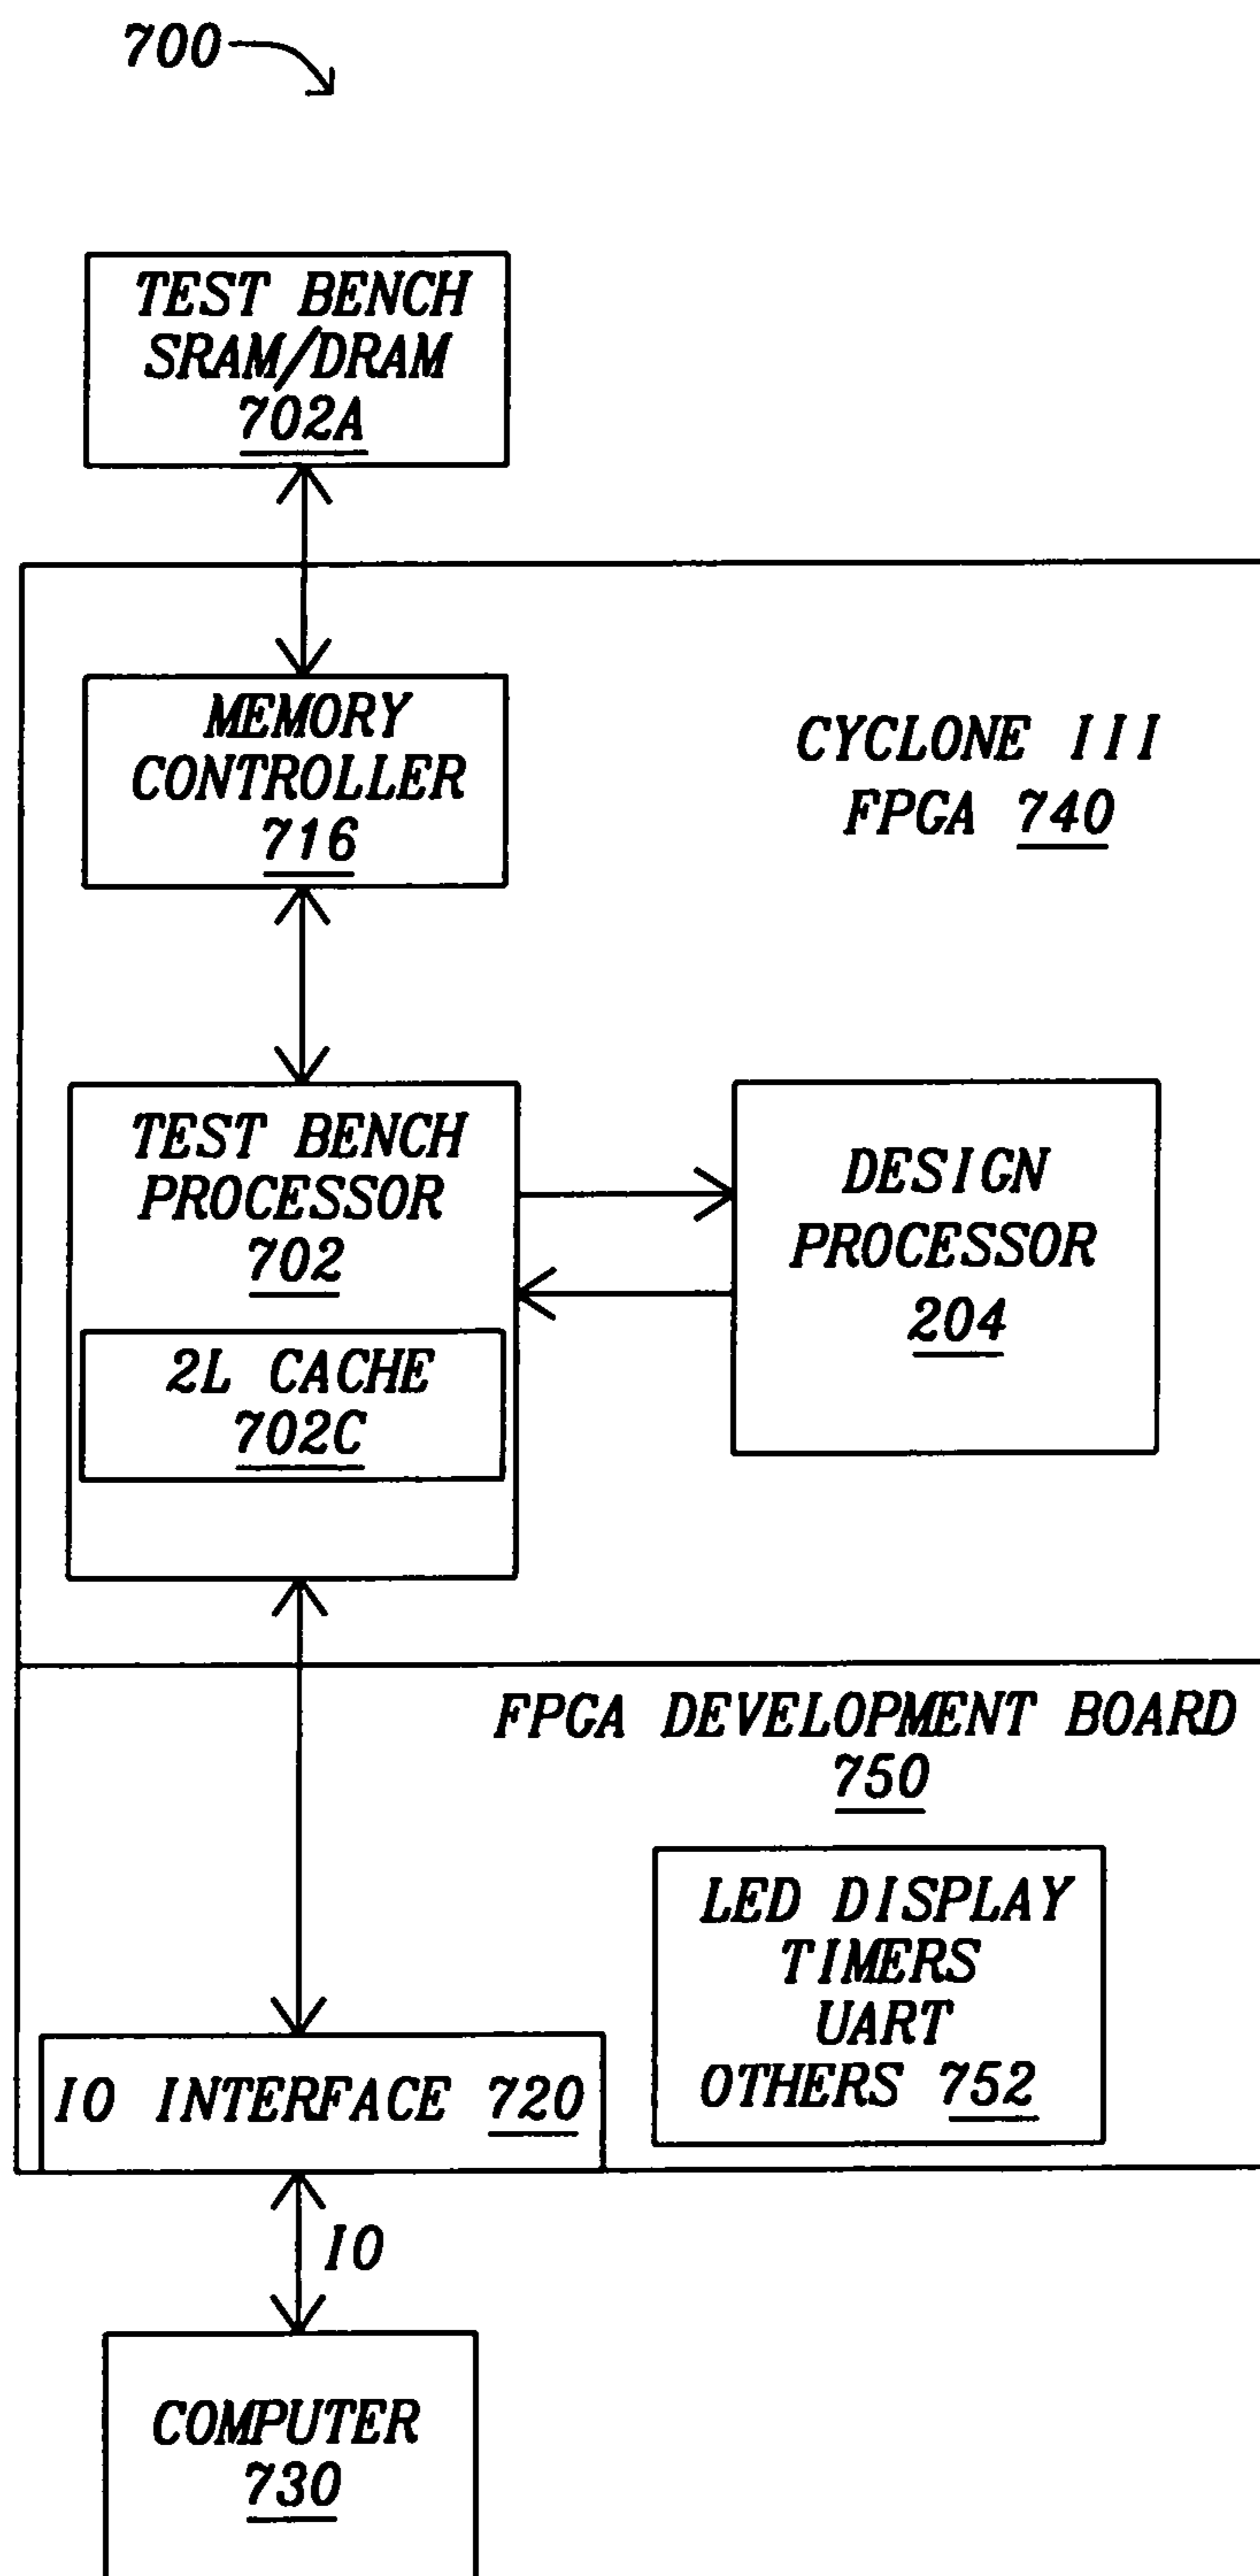 700
TEST BENCH
SRAM/DRAM
702A
MEMORY
CONTROLLER
716
CYCLONE III
FPGA 740
TEST BENCH
PROCESSOR
702
2L CACHE
702C
DESIGN
PROCESSOR
204
FPGA DEVELOPMENT BOARD
750
LED DISPLAY
TIMERS
UART
OTHERS 752
IO INTERFACE 720
IO
COMPUTER
730